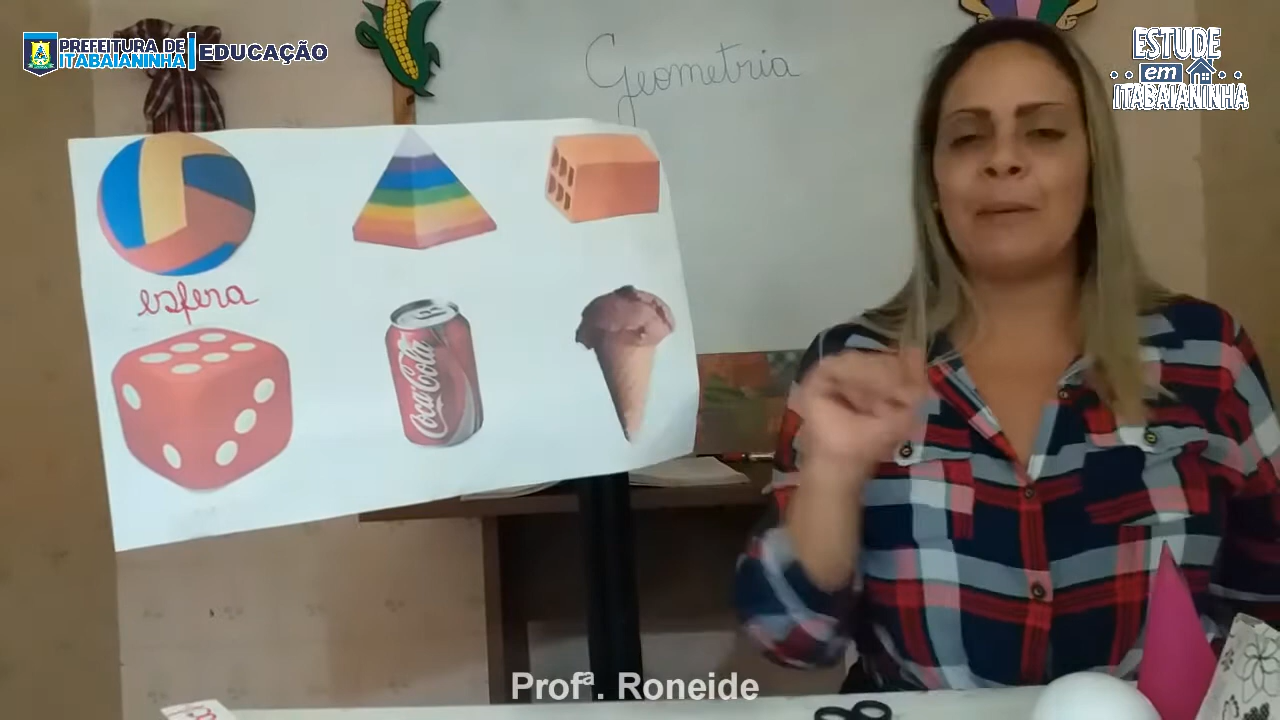 PREFEITURA DE
ITABAIANINHA
EDUCAÇÃO
ESTUDE
em
ITABAIANINHA
Geometria
esfera
Coca-Cola
Profª. Roneide